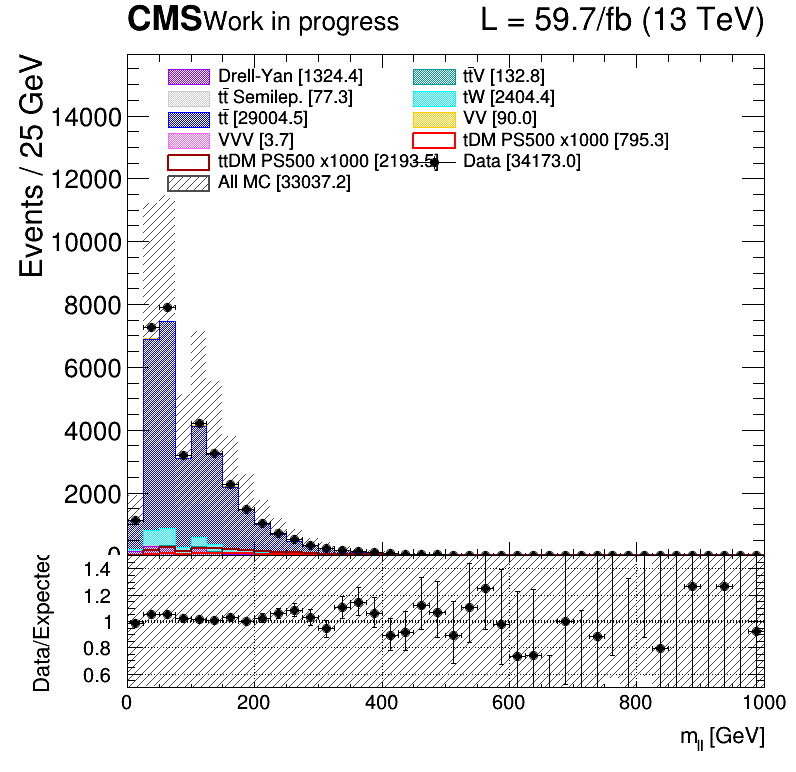 CMS Work in progress L = 59.7/fb (13 TeV)
Drell-Yan [1324.4] tt̄V [132.8]
tt̄ Semilep. [77.3] tW [2404.4]
tt̄ [29004.5] VV [90.0]
VVV [3.7] tDM PS500 x1000 [795.3]
ttDM PS500 x1000 [2193.5] Data [34173.0]
All MC [33037.2]
Events / 25 GeV
14000
12000
10000
8000
6000
4000
2000
0
Data/Expected
1.4
1.2
1
0.8
0.6
0 200 400 600 800 1000
m_ll [GeV]